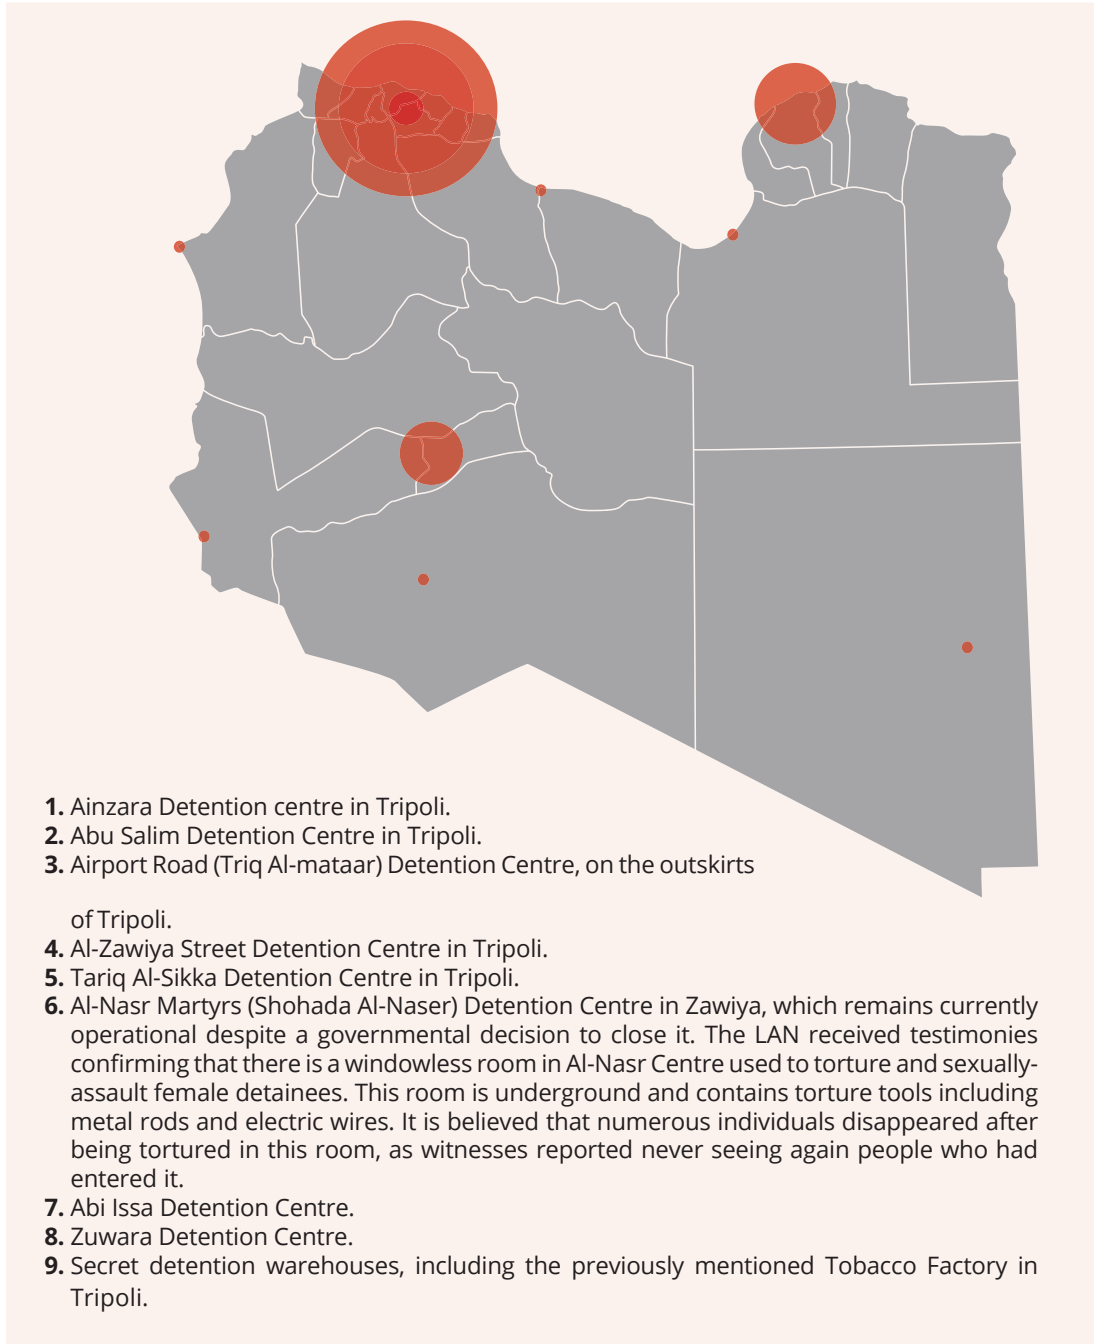 1. Ainzara Detention centre in Tripoli.
2. Abu Salim Detention Centre in Tripoli.
3. Airport Road (Triq Al-mataar) Detention Centre, on the outskirts
of Tripoli.
4. Al-Zawiya Street Detention Centre in Tripoli.
5. Tariq Al-Sikka Detention Centre in Tripoli.
6. Al-Nasr Martyrs (Shohada Al-Naser) Detention Centre in Zawiya, which remains currently
operational despite a governmental decision to close it. The LAN received testimonies
confirming that there is a windowless room in Al-Nasr Centre used to torture and sexually-
assault female detainees. This room is underground and contains torture tools including
metal rods and electric wires. It is believed that numerous individuals disappeared after
being tortured in this room, as witnesses reported never seeing again people who had
entered it.
7. Abi Issa Detention Centre.
8. Zuwara Detention Centre.
9. Secret detention warehouses, including the previously mentioned Tobacco Factory in
Tripoli.